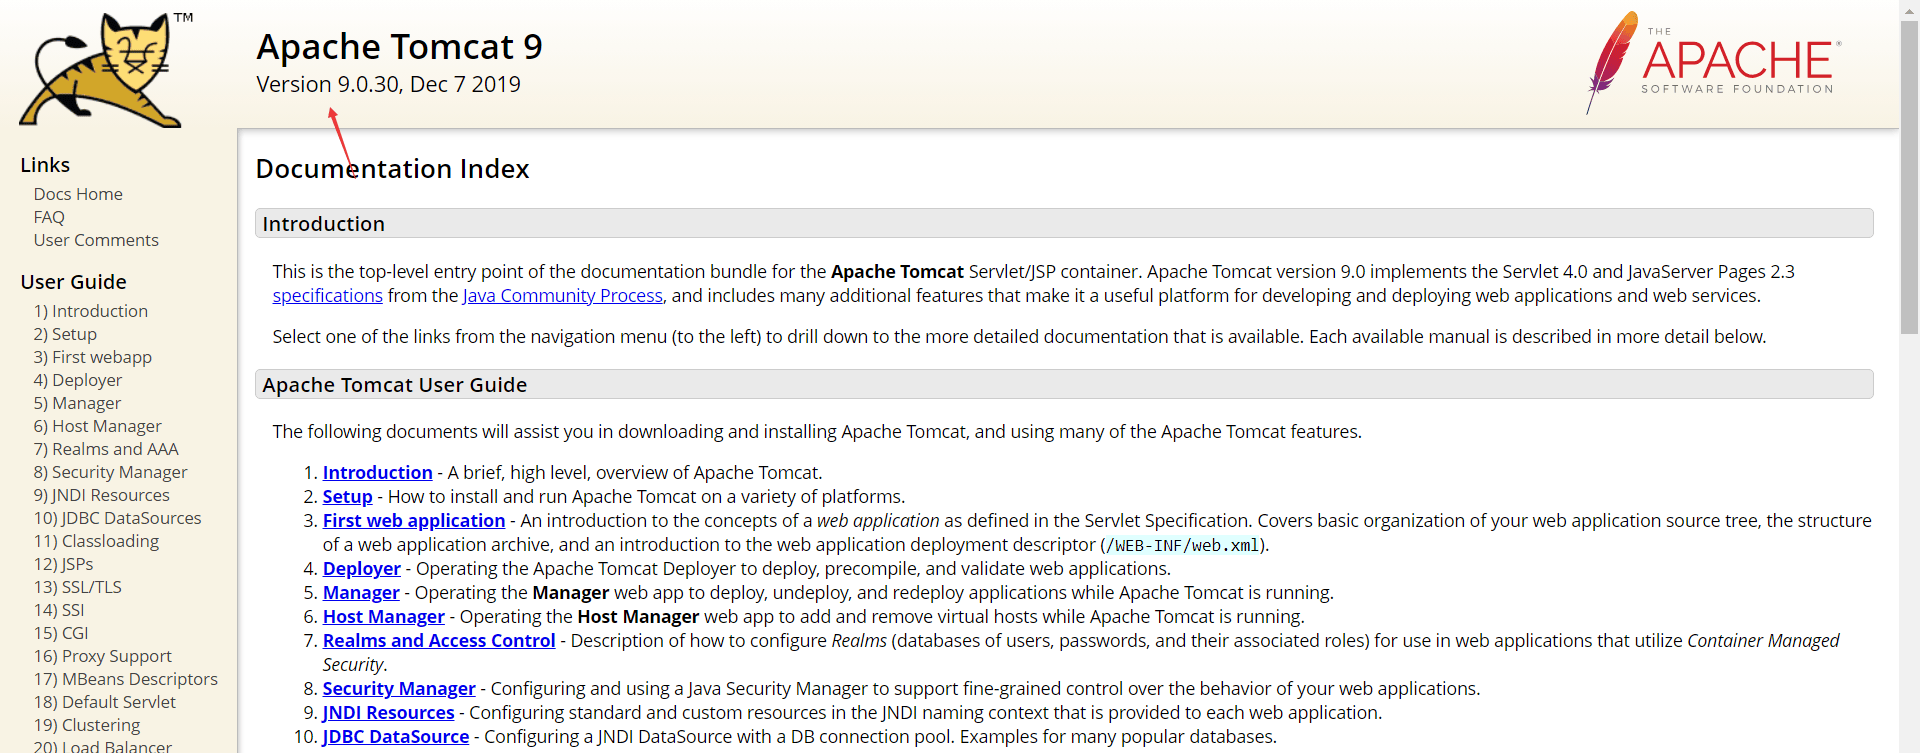 TM
Apache Tomcat 9
Version 9.0.30, Dec 7 2019
THE
APACHE®
SOFTWARE FOUNDATION
Links
Docs Home
FAQ
User Comments
User Guide
1) Introduction
2) Setup
3) First webapp
4) Deployer
5) Manager
6) Host Manager
7) Realms and AAA
8) Security Manager
9) JNDI Resources
10) JDBC DataSources
11) Classloading
12) JSPs
13) SSL/TLS
14) SSI
15) CGI
16) Proxy Support
17) MBeans Descriptors
18) Default Servlet
19) Clustering
20) Load Balancer
Documentation Index
Introduction
This is the top-level entry point of the documentation bundle for the Apache Tomcat Servlet/JSP container. Apache Tomcat version 9.0 implements the Servlet 4.0 and JavaServer Pages 2.3
specifications from the Java Community Process, and includes many additional features that make it a useful platform for developing and deploying web applications and web services.
Select one of the links from the navigation menu (to the left) to drill down to the more detailed documentation that is available. Each available manual is described in more detail below.
Apache Tomcat User Guide
The following documents will assist you in downloading and installing Apache Tomcat, and using many of the Apache Tomcat features.
1. Introduction - A brief, high level, overview of Apache Tomcat.
2. Setup - How to install and run Apache Tomcat on a variety of platforms.
3. First web application - An introduction to the concepts of a web application as defined in the Servlet Specification. Covers basic organization of your web application source tree, the structure
of a web application archive, and an introduction to the web application deployment descriptor (/WEB-INF/web.xml).
4. Deployer - Operating the Apache Tomcat Deployer to deploy, precompile, and validate web applications.
5. Manager - Operating the Manager web app to deploy, undeploy, and redeploy applications while Apache Tomcat is running.
6. Host Manager - Operating the Host Manager web app to add and remove virtual hosts while Apache Tomcat is running.
7. Realms and Access Control - Description of how to configure Realms (databases of users, passwords, and their associated roles) for use in web applications that utilize Container Managed
Security.
8. Security Manager - Configuring and using a Java Security Manager to support fine-grained control over the behavior of your web applications.
9. JNDI Resources - Configuring standard and custom resources in the JNDI naming context that is provided to each web application.
10. JDBC DataSource - Configuring a JNDI DataSource with a DB connection pool. Examples for many popular databases.